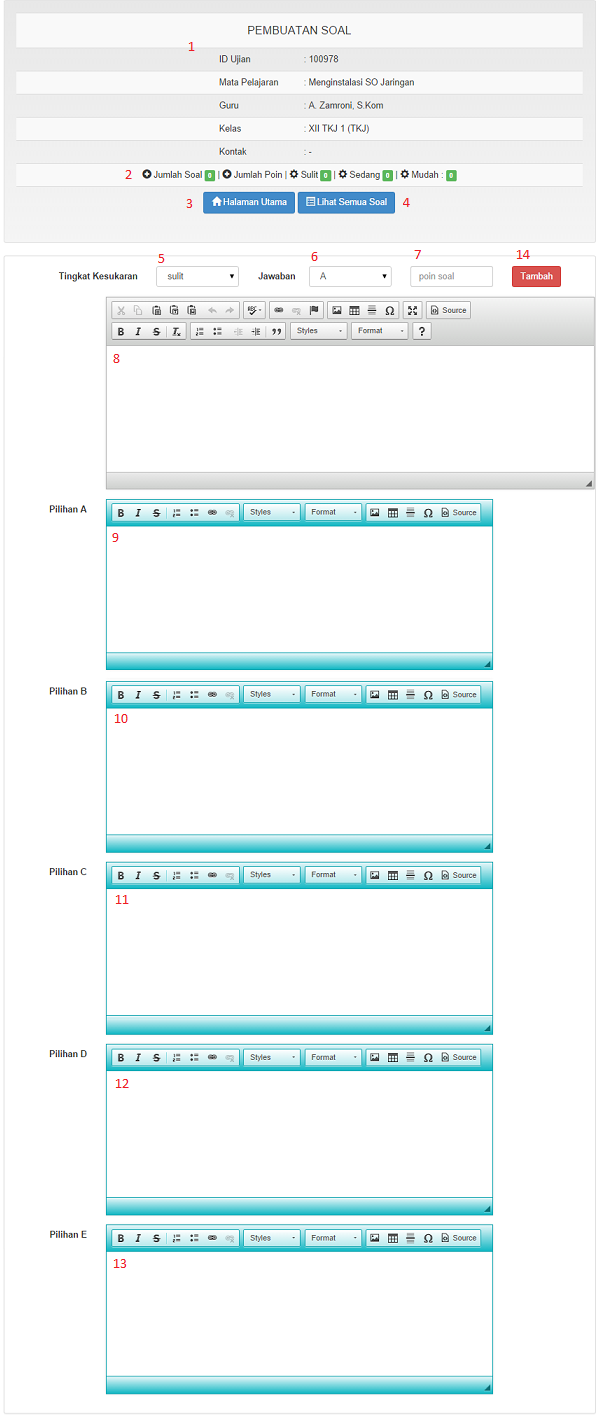 PEMBUATAN SOAL
1
ID Ujian : 100978
Mata Pelajaran : Menginstalasi SO Jaringan
Guru : A. Zamroni, S.Kom
Kelas : XII TKJ 1 (TKJ)
Kontak : -
2 Jumlah Soal 0 | Jumlah Poin | Sulit 0 | Sedang 0 | Mudah : 0
3 Halaman Utama Lihat Semua Soal 4
5 6 7 14
Tingkat Kesukaran sulit Jawaban A poin soal Tambah
ABC Source
B I S Tx Styles Format ?
8
Pilihan A B I S Styles Format Ω Source
9
Pilihan B B I S Styles Format Ω Source
10
Pilihan C B I S Styles Format Ω Source
11
Pilihan D B I S Styles Format Ω Source
12
Pilihan E B I S Styles Format Ω Source
13